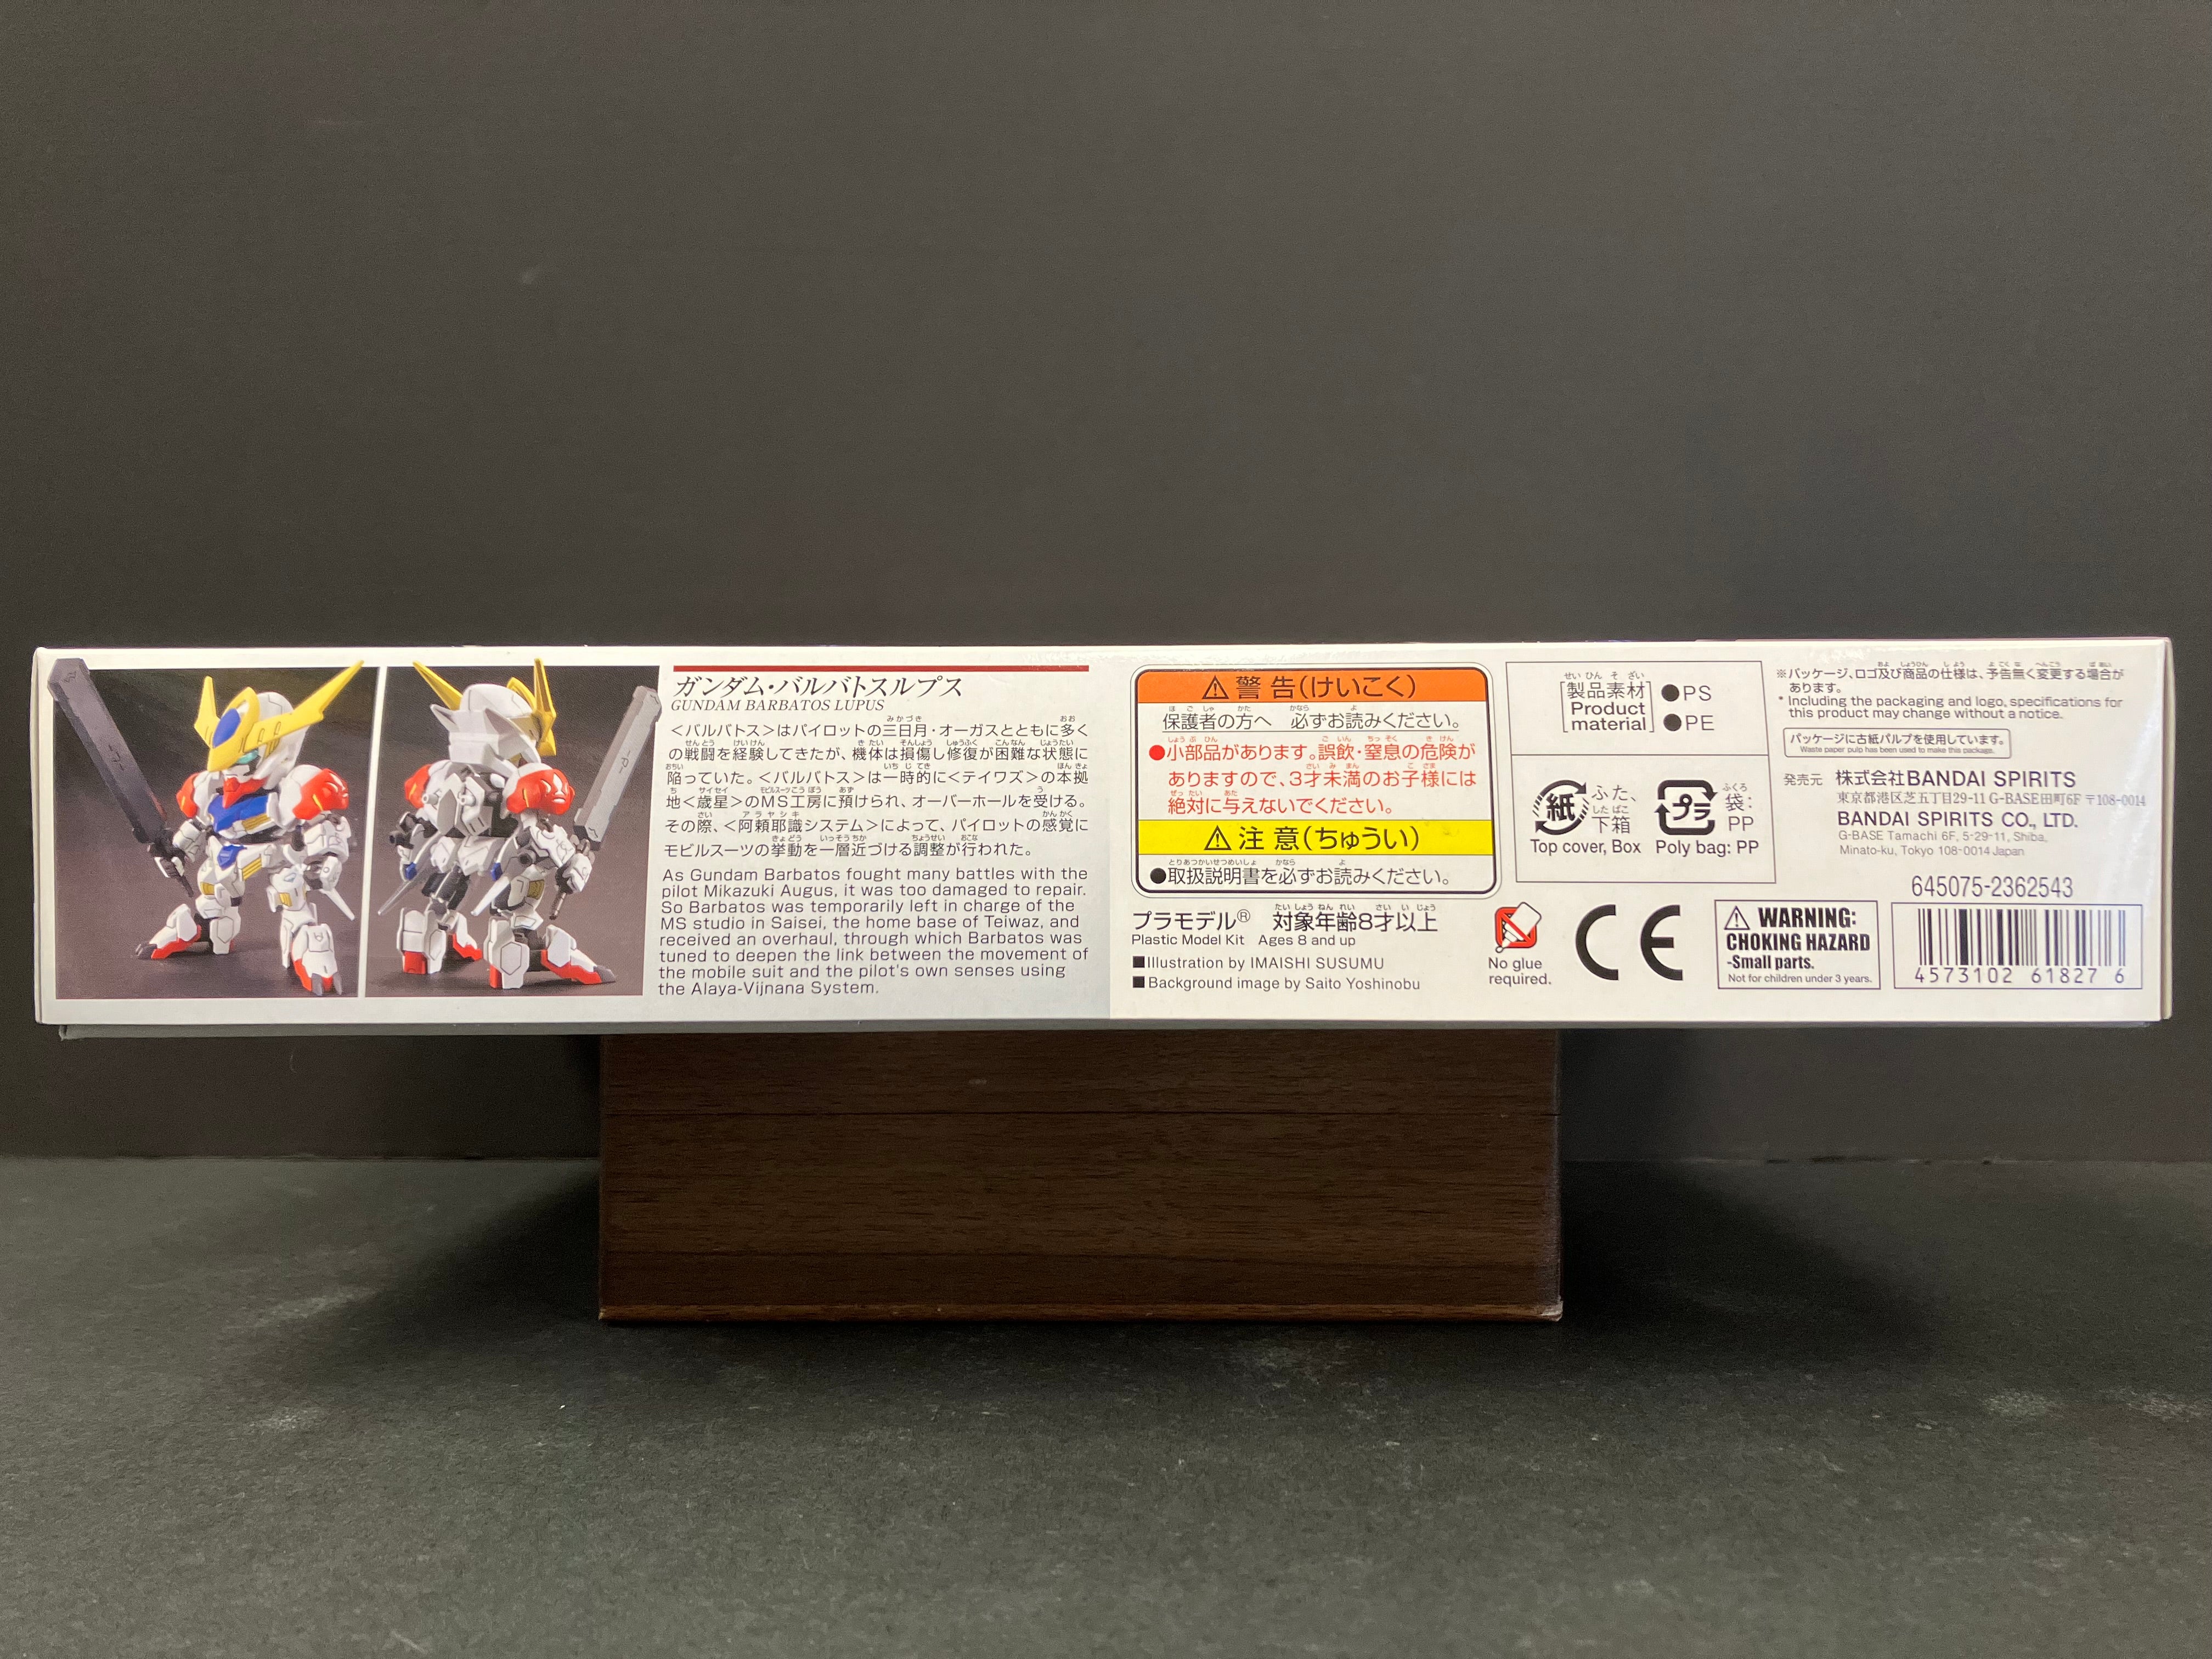 ガンダム・バルバトスルプス
GUNDAM BARBATOS LUPUS
<バルバトス>はパイロットの三日月・オーガスとともに多く
の戦闘を経験してきたが、機体は損傷し修復が困難な状態に
陥っていた。<バルバトス>は一時的に<テイワズ>の本拠
地<歳星>のMS工房に預けられ、オーバーホールを受ける。
その際、<阿頼耶識システム>によって、パイロットの感覚に
モビルスーツの挙動を一層近づける調整が行われた。
As Gundam Barbatos fought many battles with the
pilot Mikazuki Augus, it was too damaged to repair.
So Barbatos was temporarily left in charge of the
MS studio in Saisei, the home base of Teiwaz, and
received an overhaul, through which Barbatos was
tuned to deepen the link between the movement of
the mobile suit and the pilot's own senses using
the Alaya-Vijnana System.
警告(けいこく)
保護者の方へ 必ずお読みください。
●小部品があります。誤飲・窒息の危険が
ありますので、3才未満のお子様には
絶対に与えないでください。
注意(ちゅうい)
●取扱説明書を必ずお読みください。
プラモデル® 対象年齢8才以上
Plastic Model Kit Ages 8 and up
■Illustration by IMAISHI SUSUMU
■Background image by Saito Yoshinobu
No glue
required.
[製品素材
Product
material]
●PS
●PE
紙
ふた、
下箱
Top cover, Box
プラ
袋:
PP
Poly bag: PP
CE
WARNING:
CHOKING HAZARD
-Small parts.
Not for children under 3 years.
※パッケージ、ロゴ及び商品の仕様は、予告無く変更する場合が
あります。
* Including the packaging and logo, specifications for
this product may change without a notice.
パッケージに古紙パルプを使用しています。
Waste paper pulp has been used to make this package.
発売元 株式会社BANDAI SPIRITS
東京都港区芝五丁目29-11 G-BASE田町6F 〒108-0014
BANDAI SPIRITS CO., LTD.
G-BASE Tamachi 6F, 5-29-11, Shiba,
Minato-ku, Tokyo 108-0014 Japan
645075-2362543
4573102 61827 6